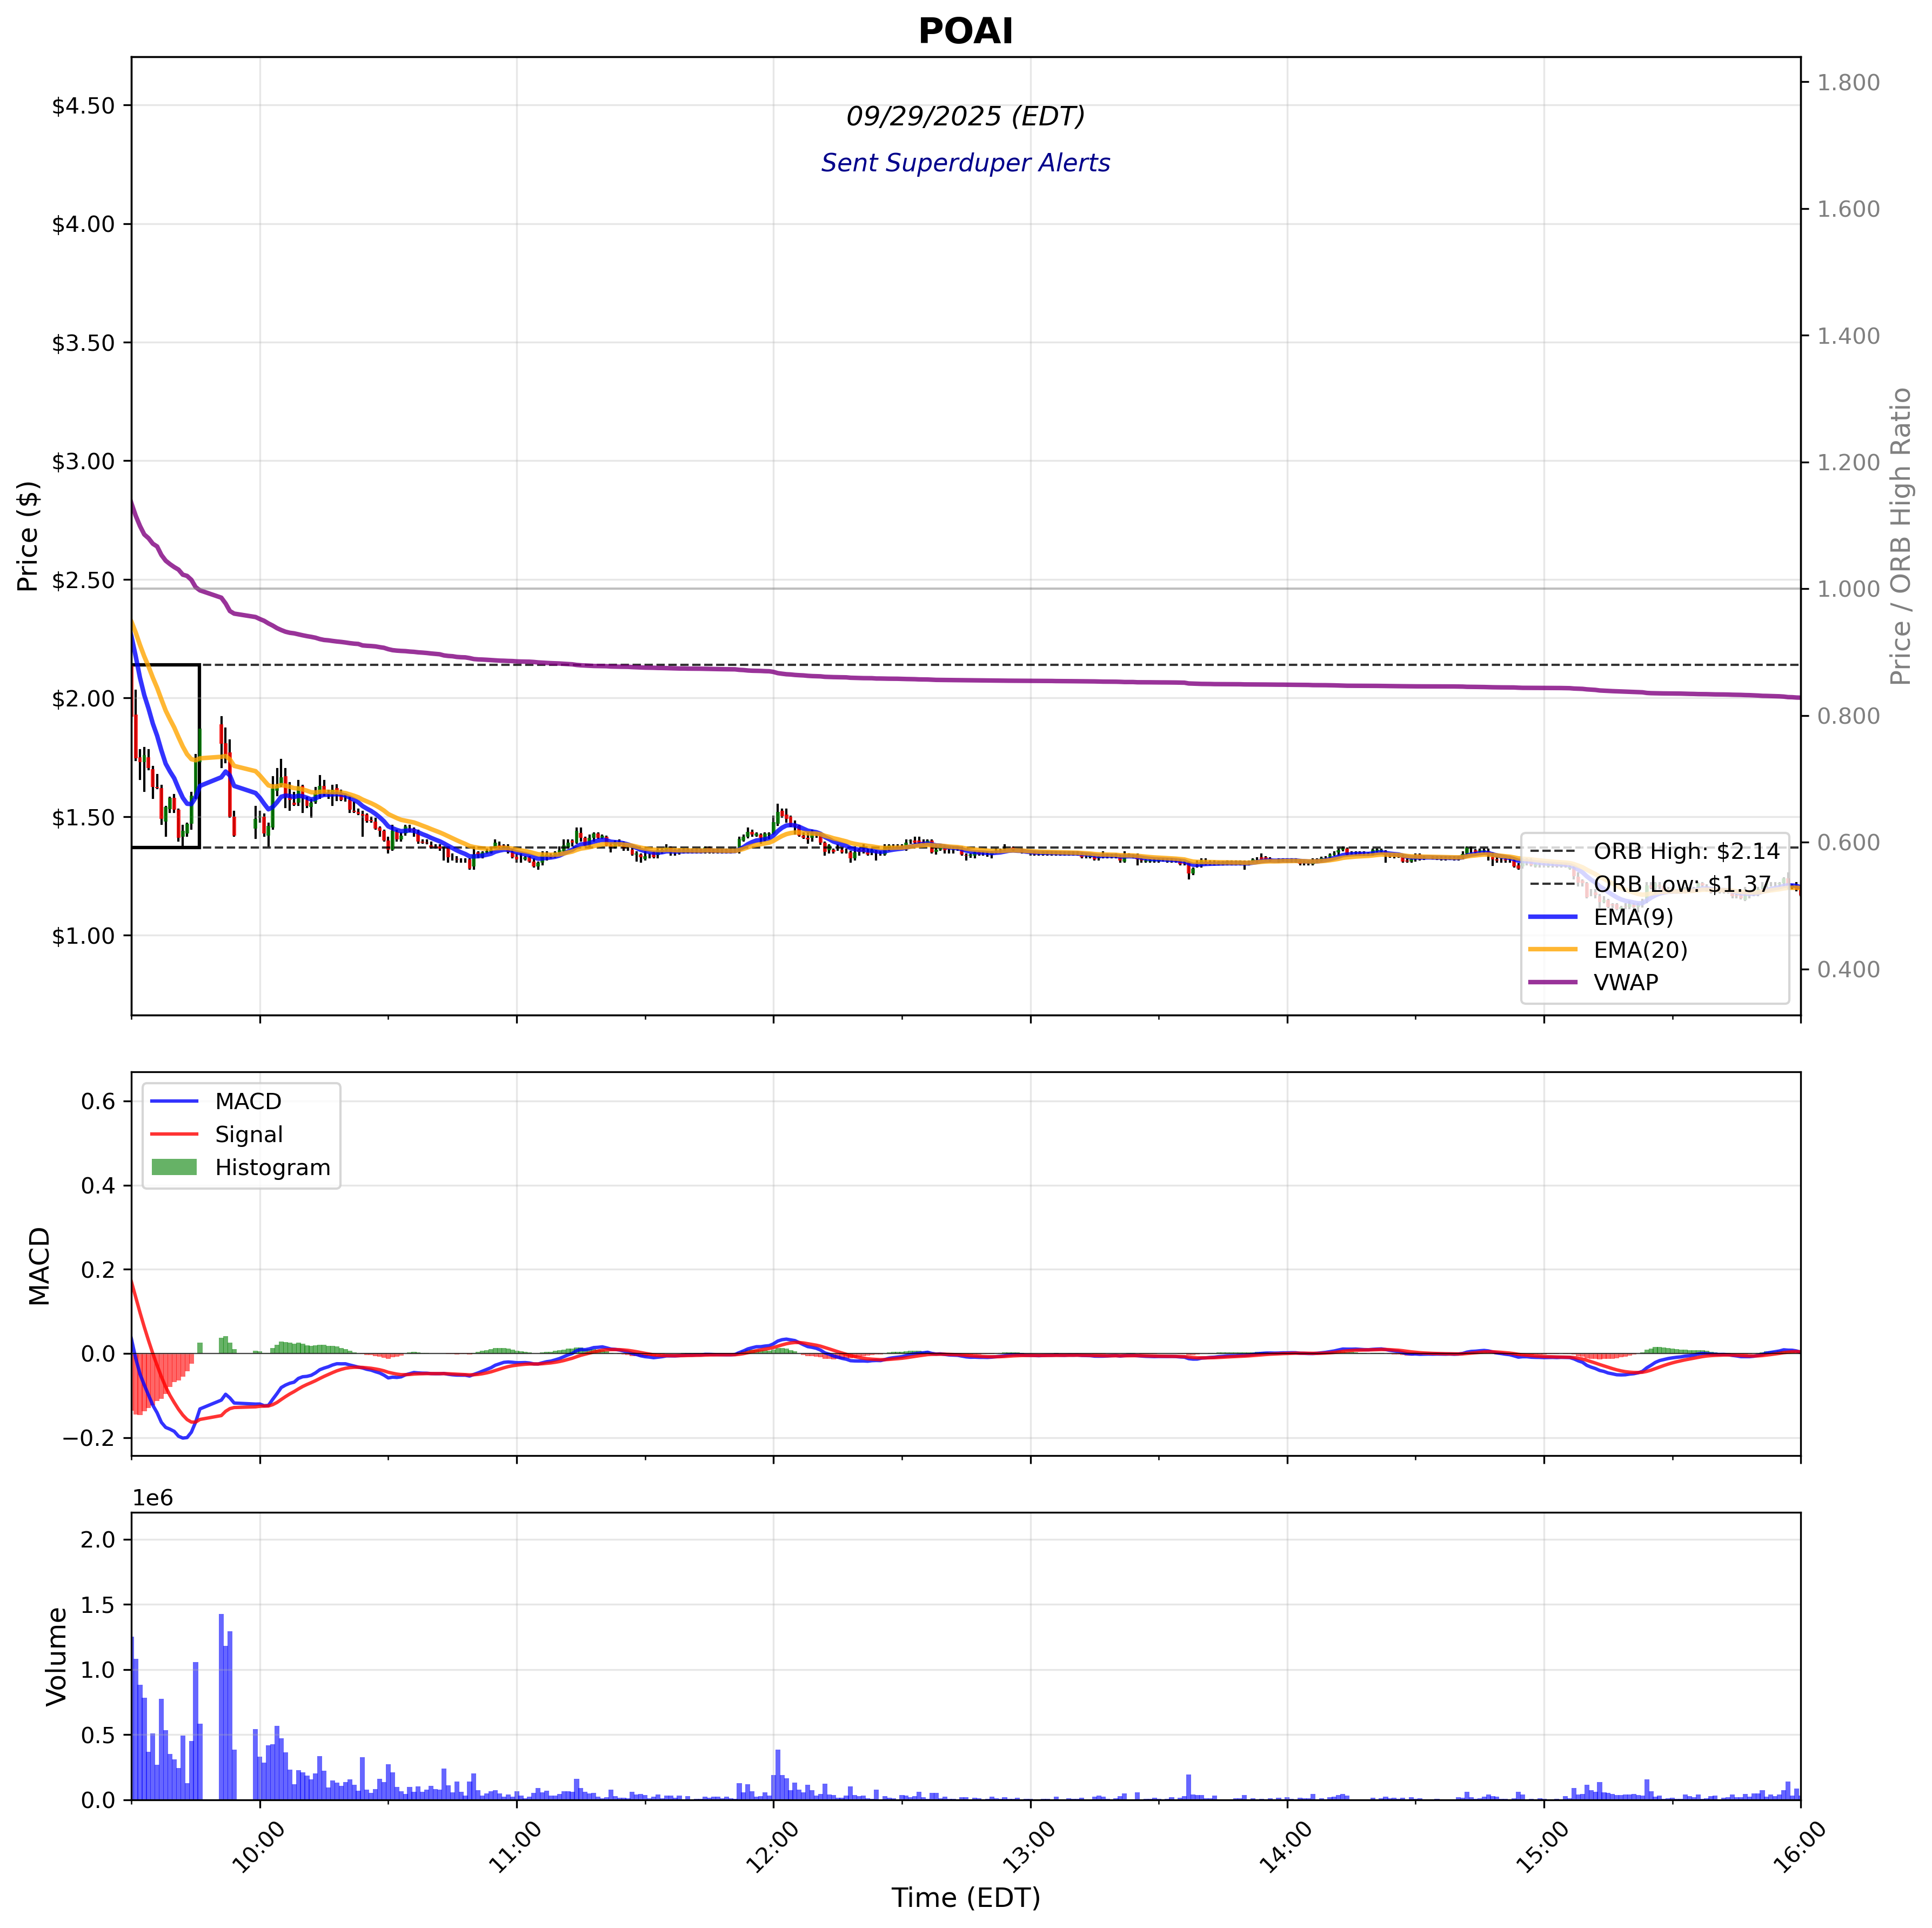 POAI
09/29/2025 (EDT)
Sent Superduper Alerts
Price ($)
$4.50
$4.00
$3.50
$3.00
$2.50
$2.00
$1.50
$1.00
Price / ORB High Ratio
1.800
1.600
1.400
1.200
1.000
0.800
0.600
0.400
ORB High: $2.14
ORB Low: $1.37
EMA(9)
EMA(20)
VWAP
MACD
0.6
0.4
0.2
0.0
−0.2
MACD
Signal
Histogram
1e6
Volume
2.0
1.5
1.0
0.5
0.0
10:00
11:00
12:00
13:00
14:00
15:00
16:00
Time (EDT)